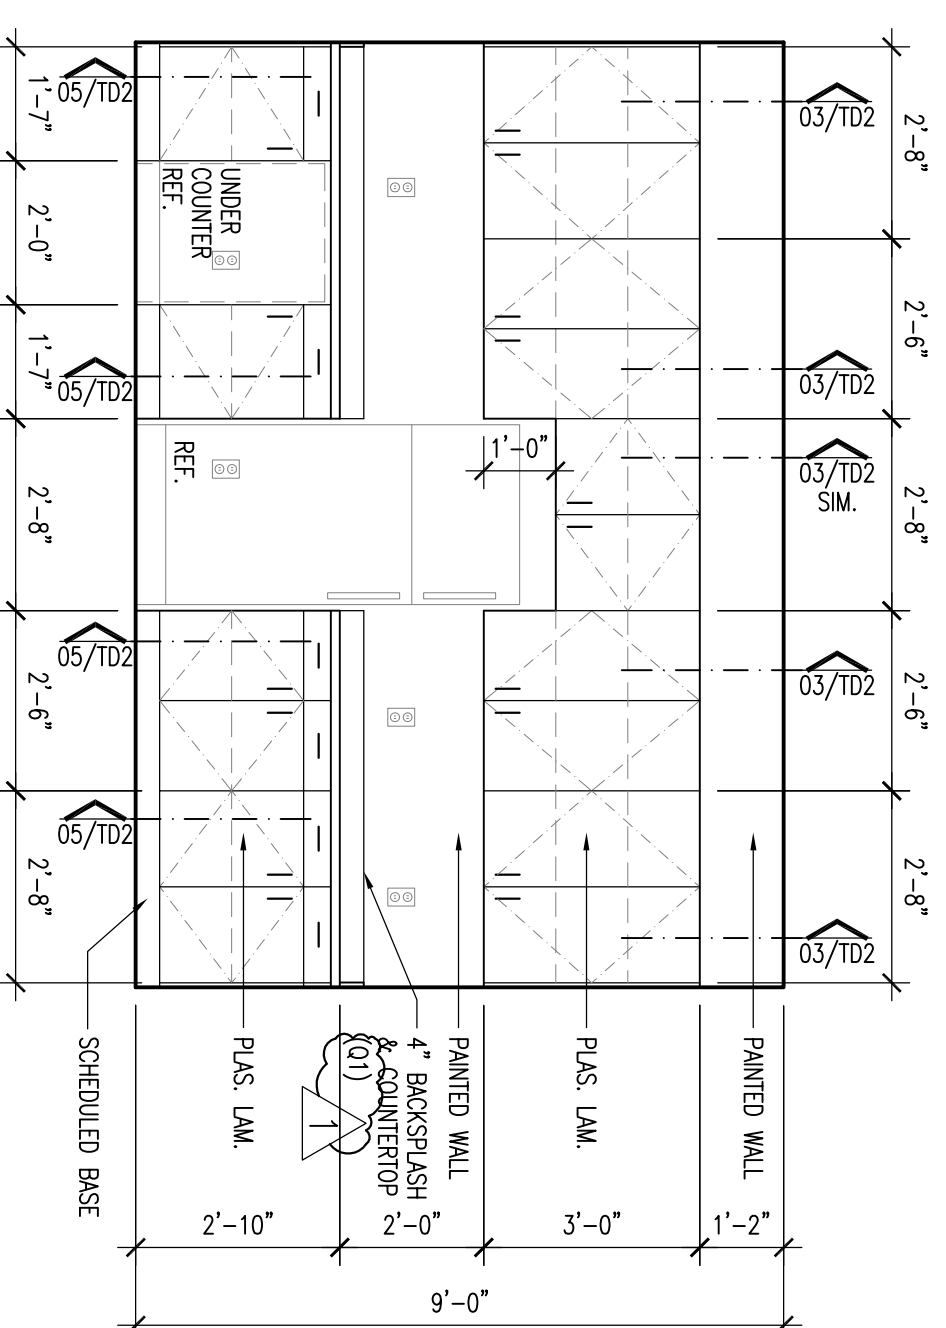 05/TD2
1'-7"
2'-0"
05/TD2
1'-7"
2'-8"
05/TD2
2'-6"
05/TD2
2'-8"
UNDER
COUNTER
REF.
REF.
1'-0"
03/TD2
2'-8"
2'-6"
03/TD2
03/TD2
SIM.
2'-8"
03/TD2
2'-6"
2'-8"
03/TD2
PAINTED WALL
PLAS. LAM.
PAINTED WALL
4" BACKSPLASH
& COUNTERTOP
(Q1)
1
PLAS. LAM.
SCHEDULED BASE
2'-10"
2'-0"
3'-0"
1'-2"
9'-0"